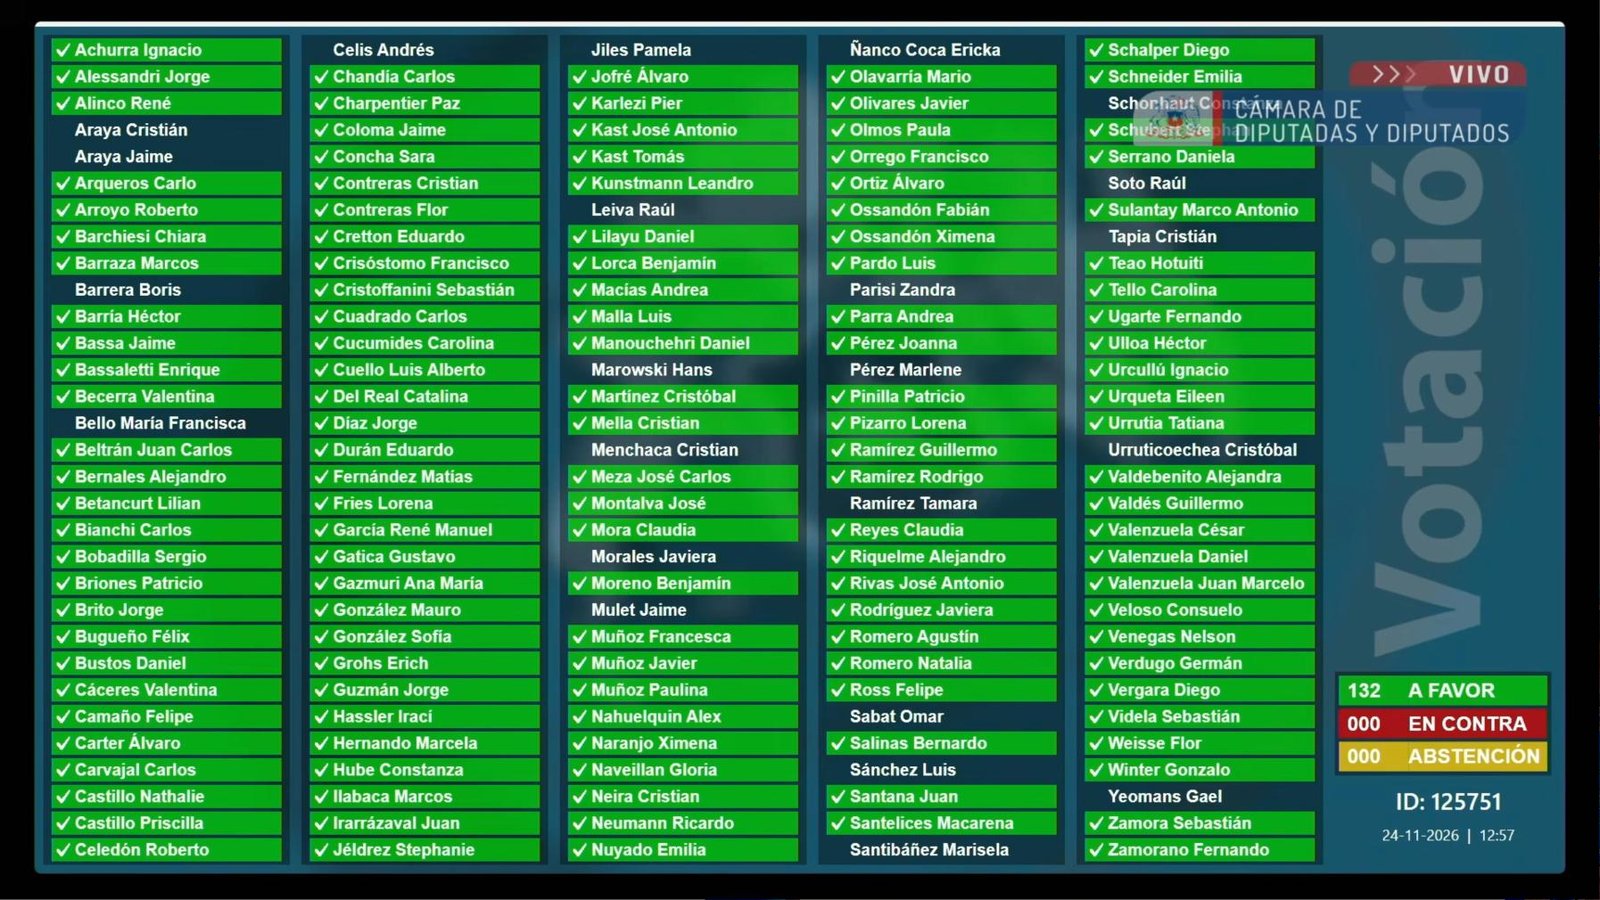 ✓ Achurra Ignacio
✓ Alessandri Jorge
✓ Alinco René
Araya Cristián
Araya Jaime
✓ Arqueros Carlo
✓ Arroyo Roberto
✓ Barchiesi Chiara
✓ Barraza Marcos
Barrera Boris
✓ Barría Héctor
✓ Bassa Jaime
✓ Bassaletti Enrique
✓ Becerra Valentina
Bello María Francisca
✓ Beltrán Juan Carlos
✓ Bernales Alejandro
✓ Betancurt Lilian
✓ Bianchi Carlos
✓ Bobadilla Sergio
✓ Briones Patricio
✓ Brito Jorge
✓ Bugueño Félix
✓ Bustos Daniel
✓ Cáceres Valentina
✓ Camaño Felipe
✓ Carter Álvaro
✓ Carvajal Carlos
✓ Castillo Nathalie
✓ Castillo Priscilla
✓ Celedón Roberto
Celis Andrés
✓ Chandía Carlos
✓ Charpentier Paz
✓ Coloma Jaime
✓ Concha Sara
✓ Contreras Cristian
✓ Contreras Flor
✓ Cretton Eduardo
✓ Crisóstomo Francisco
✓ Cristoffanini Sebastián
✓ Cuadrado Carlos
✓ Cucumides Carolina
✓ Cuello Luis Alberto
✓ Del Real Catalina
✓ Díaz Jorge
✓ Durán Eduardo
✓ Fernández Matías
✓ Fries Lorena
✓ García René Manuel
✓ Gatica Gustavo
✓ Gazmuri Ana María
✓ González Mauro
✓ González Sofía
✓ Grohs Erich
✓ Guzmán Jorge
✓ Hassler Irací
✓ Hernando Marcela
✓ Hube Constanza
✓ Ilabaca Marcos
✓ Irarrázaval Juan
✓ Jéldrez Stephanie
Jiles Pamela
✓ Jofré Álvaro
✓ Karlezi Pier
✓ Kast José Antonio
✓ Kast Tomás
✓ Kunstmann Leandro
Leiva Raúl
✓ Lilayu Daniel
✓ Lorca Benjamín
✓ Macías Andrea
✓ Malla Luis
✓ Manouchehri Daniel
Marowski Hans
✓ Martínez Cristóbal
✓ Mella Cristian
Menchaca Cristian
✓ Meza José Carlos
✓ Montalva José
✓ Mora Claudia
Morales Javiera
✓ Moreno Benjamín
Mulet Jaime
✓ Muñoz Francesca
✓ Muñoz Javier
✓ Muñoz Paulina
✓ Nahuelquin Alex
✓ Naranjo Ximena
✓ Naveillan Gloria
✓ Neira Cristian
✓ Neumann Ricardo
✓ Nuyado Emilia
Ñanco Coca Ericka
✓ Olavarría Mario
✓ Olivares Javier
✓ Olmos Paula
✓ Orrego Francisco
✓ Ortiz Álvaro
✓ Ossandón Fabián
✓ Ossandón Ximena
✓ Pardo Luis
Parisi Zandra
✓ Parra Andrea
✓ Pérez Joanna
Pérez Marlene
✓ Pinilla Patricio
✓ Pizarro Lorena
✓ Ramírez Guillermo
✓ Ramírez Rodrigo
Ramírez Tamara
✓ Reyes Claudia
✓ Riquelme Alejandro
✓ Rivas José Antonio
✓ Rodríguez Javiera
✓ Romero Agustín
✓ Romero Natalia
✓ Ross Felipe
Sabat Omar
✓ Salinas Bernardo
Sánchez Luis
✓ Santana Juan
✓ Santelices Macarena
Santibáñez Marisela
✓ Schalper Diego
✓ Schneider Emilia
Schonhaut Constanza
✓ Schubert Stephan
✓ Serrano Daniela
Soto Raúl
✓ Sulantay Marco Antonio
Tapia Cristián
✓ Teao Hotuiti
✓ Tello Carolina
✓ Ugarte Fernando
✓ Ulloa Héctor
✓ Urcullú Ignacio
✓ Urqueta Eileen
✓ Urrutia Tatiana
Urruticoechea Cristóbal
✓ Valdebenito Alejandra
✓ Valdés Guillermo
✓ Valenzuela César
✓ Valenzuela Daniel
✓ Valenzuela Juan Marcelo
✓ Veloso Consuelo
✓ Venegas Nelson
✓ Verdugo Germán
✓ Vergara Diego
✓ Videla Sebastián
✓ Weisse Flor
✓ Winter Gonzalo
Yeomans Gael
✓ Zamora Sebastián
✓ Zamorano Fernando
>>> VIVO
CÁMARA DE
DIPUTADAS Y DIPUTADOS
Votación
132 A FAVOR
000 EN CONTRA
000 ABSTENCIÓN
ID: 125751
24-11-2026 | 12:57